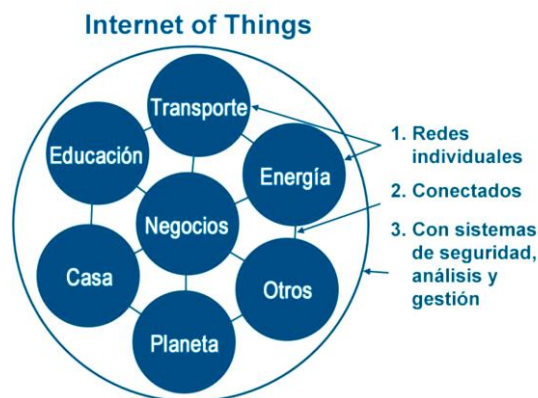 Internet of Things
Transporte
Educación
Energía
Negocios
Casa
Otros
Planeta
1. Redes
individuales
2. Conectados
3. Con sistemas
de seguridad,
análisis y
gestión